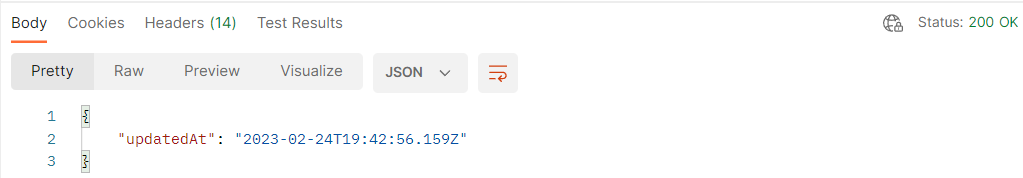 Body Cookies Headers (14) Test Results Status: 200 OK
Pretty Raw Preview Visualize JSON
1 {
2 "updatedAt": "2023-02-24T19:42:56.159Z"
3 }